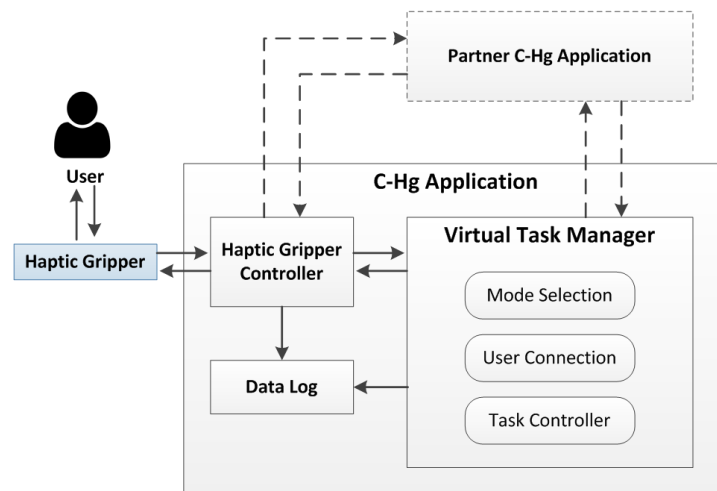 Partner C-Hg Application
User
C-Hg Application
Haptic Gripper
Haptic Gripper
Controller
Virtual Task Manager
Mode Selection
User Connection
Data Log
Task Controller